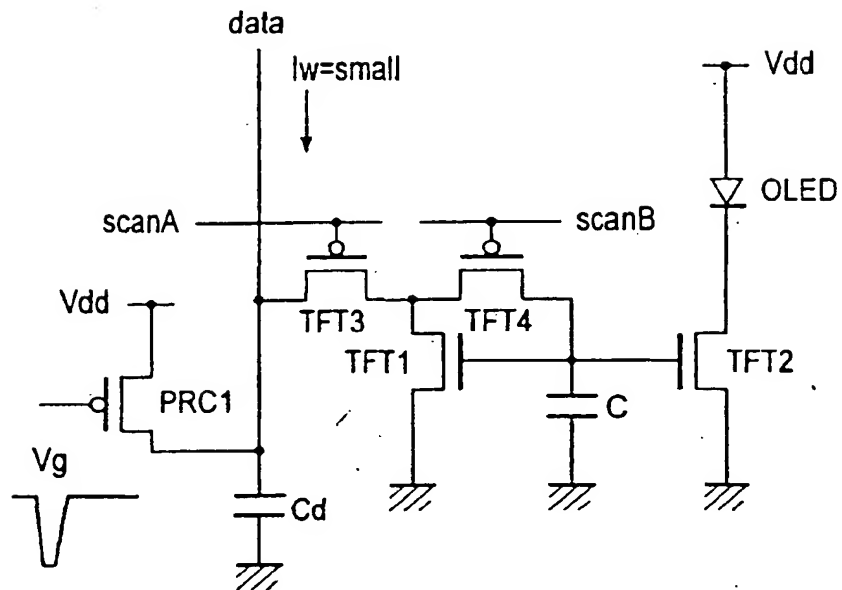 data
Iw=small
Vdd
OLED
scanA
scanB
Vdd
TFT3
TFT4
TFT1
TFT2
PRC1
C
Vg
Cd